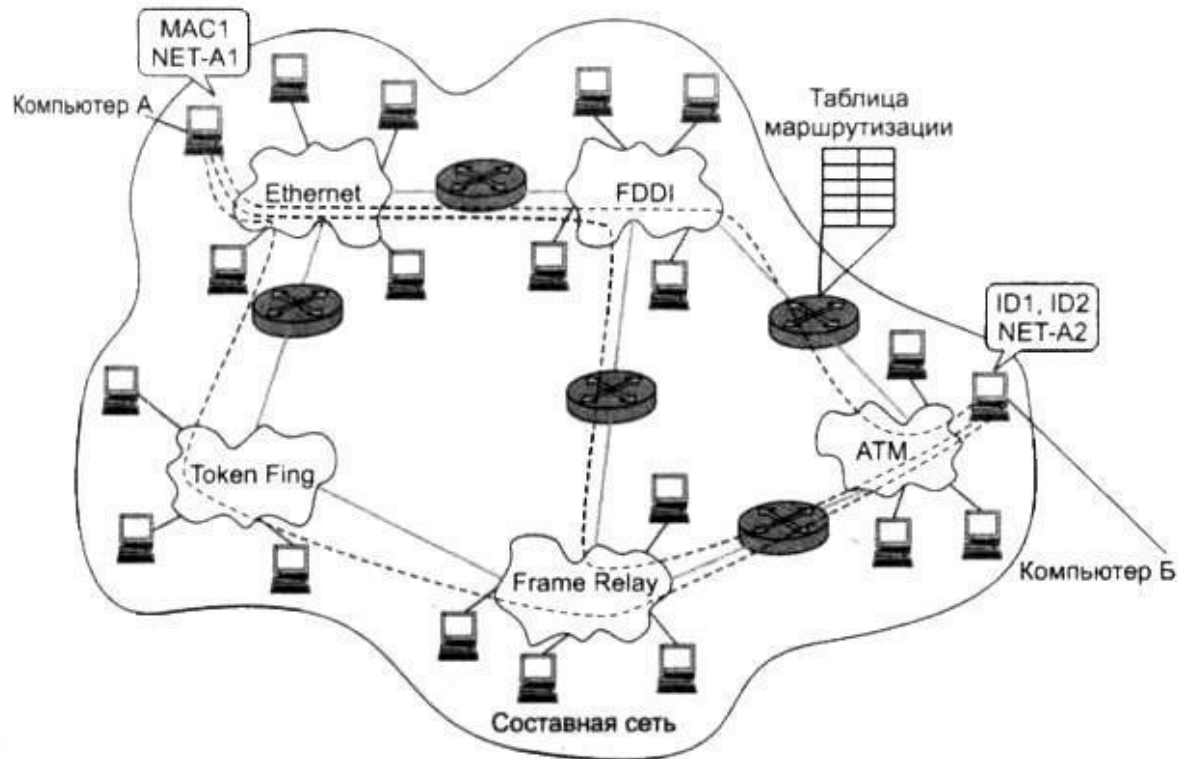 MAC1
NET-A1
Компьютер А
Ethernet
FDDI
Таблица
маршрутизации
ID1, ID2
NET-A2
ATM
Token Fing
Frame Relay
Компьютер Б
Составная сеть